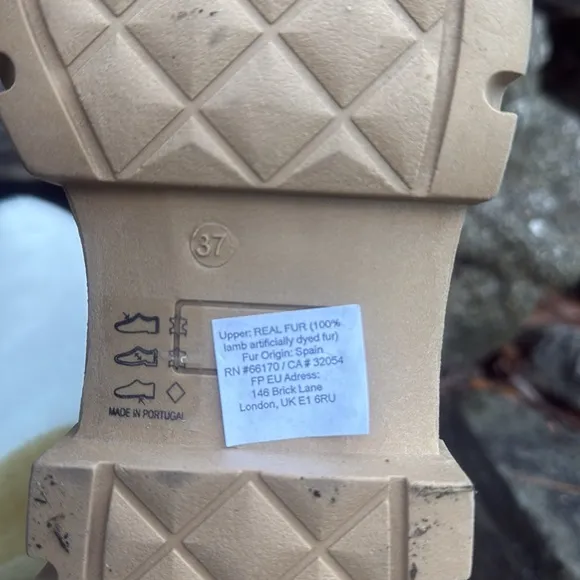 37
Upper: REAL FUR (100%
lamb artificially dyed fur)
Fur Origin: Spain
RN #66170 / CA # 32054
FP EU Adress:
146 Brick Lane
London, UK E1 6RU
MADE IN PORTUGAL